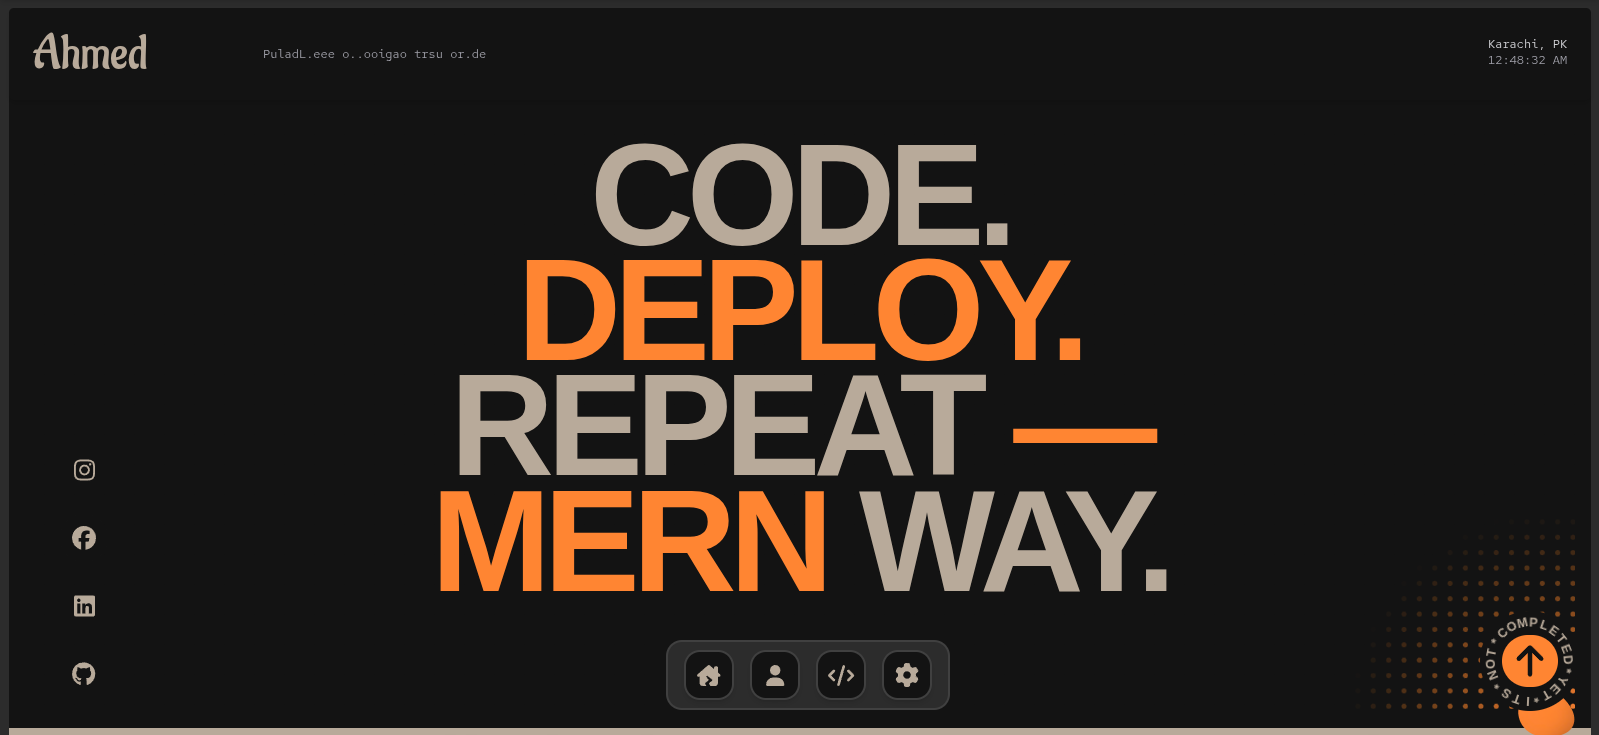 Ahmed
PuladL.eee o..ooigao trsu or.de
Karachi, PK
12:48:32 AM
CODE.
DEPLOY.
REPEAT —
MERN WAY.
COMPLETED * YET * ITS * NOT *